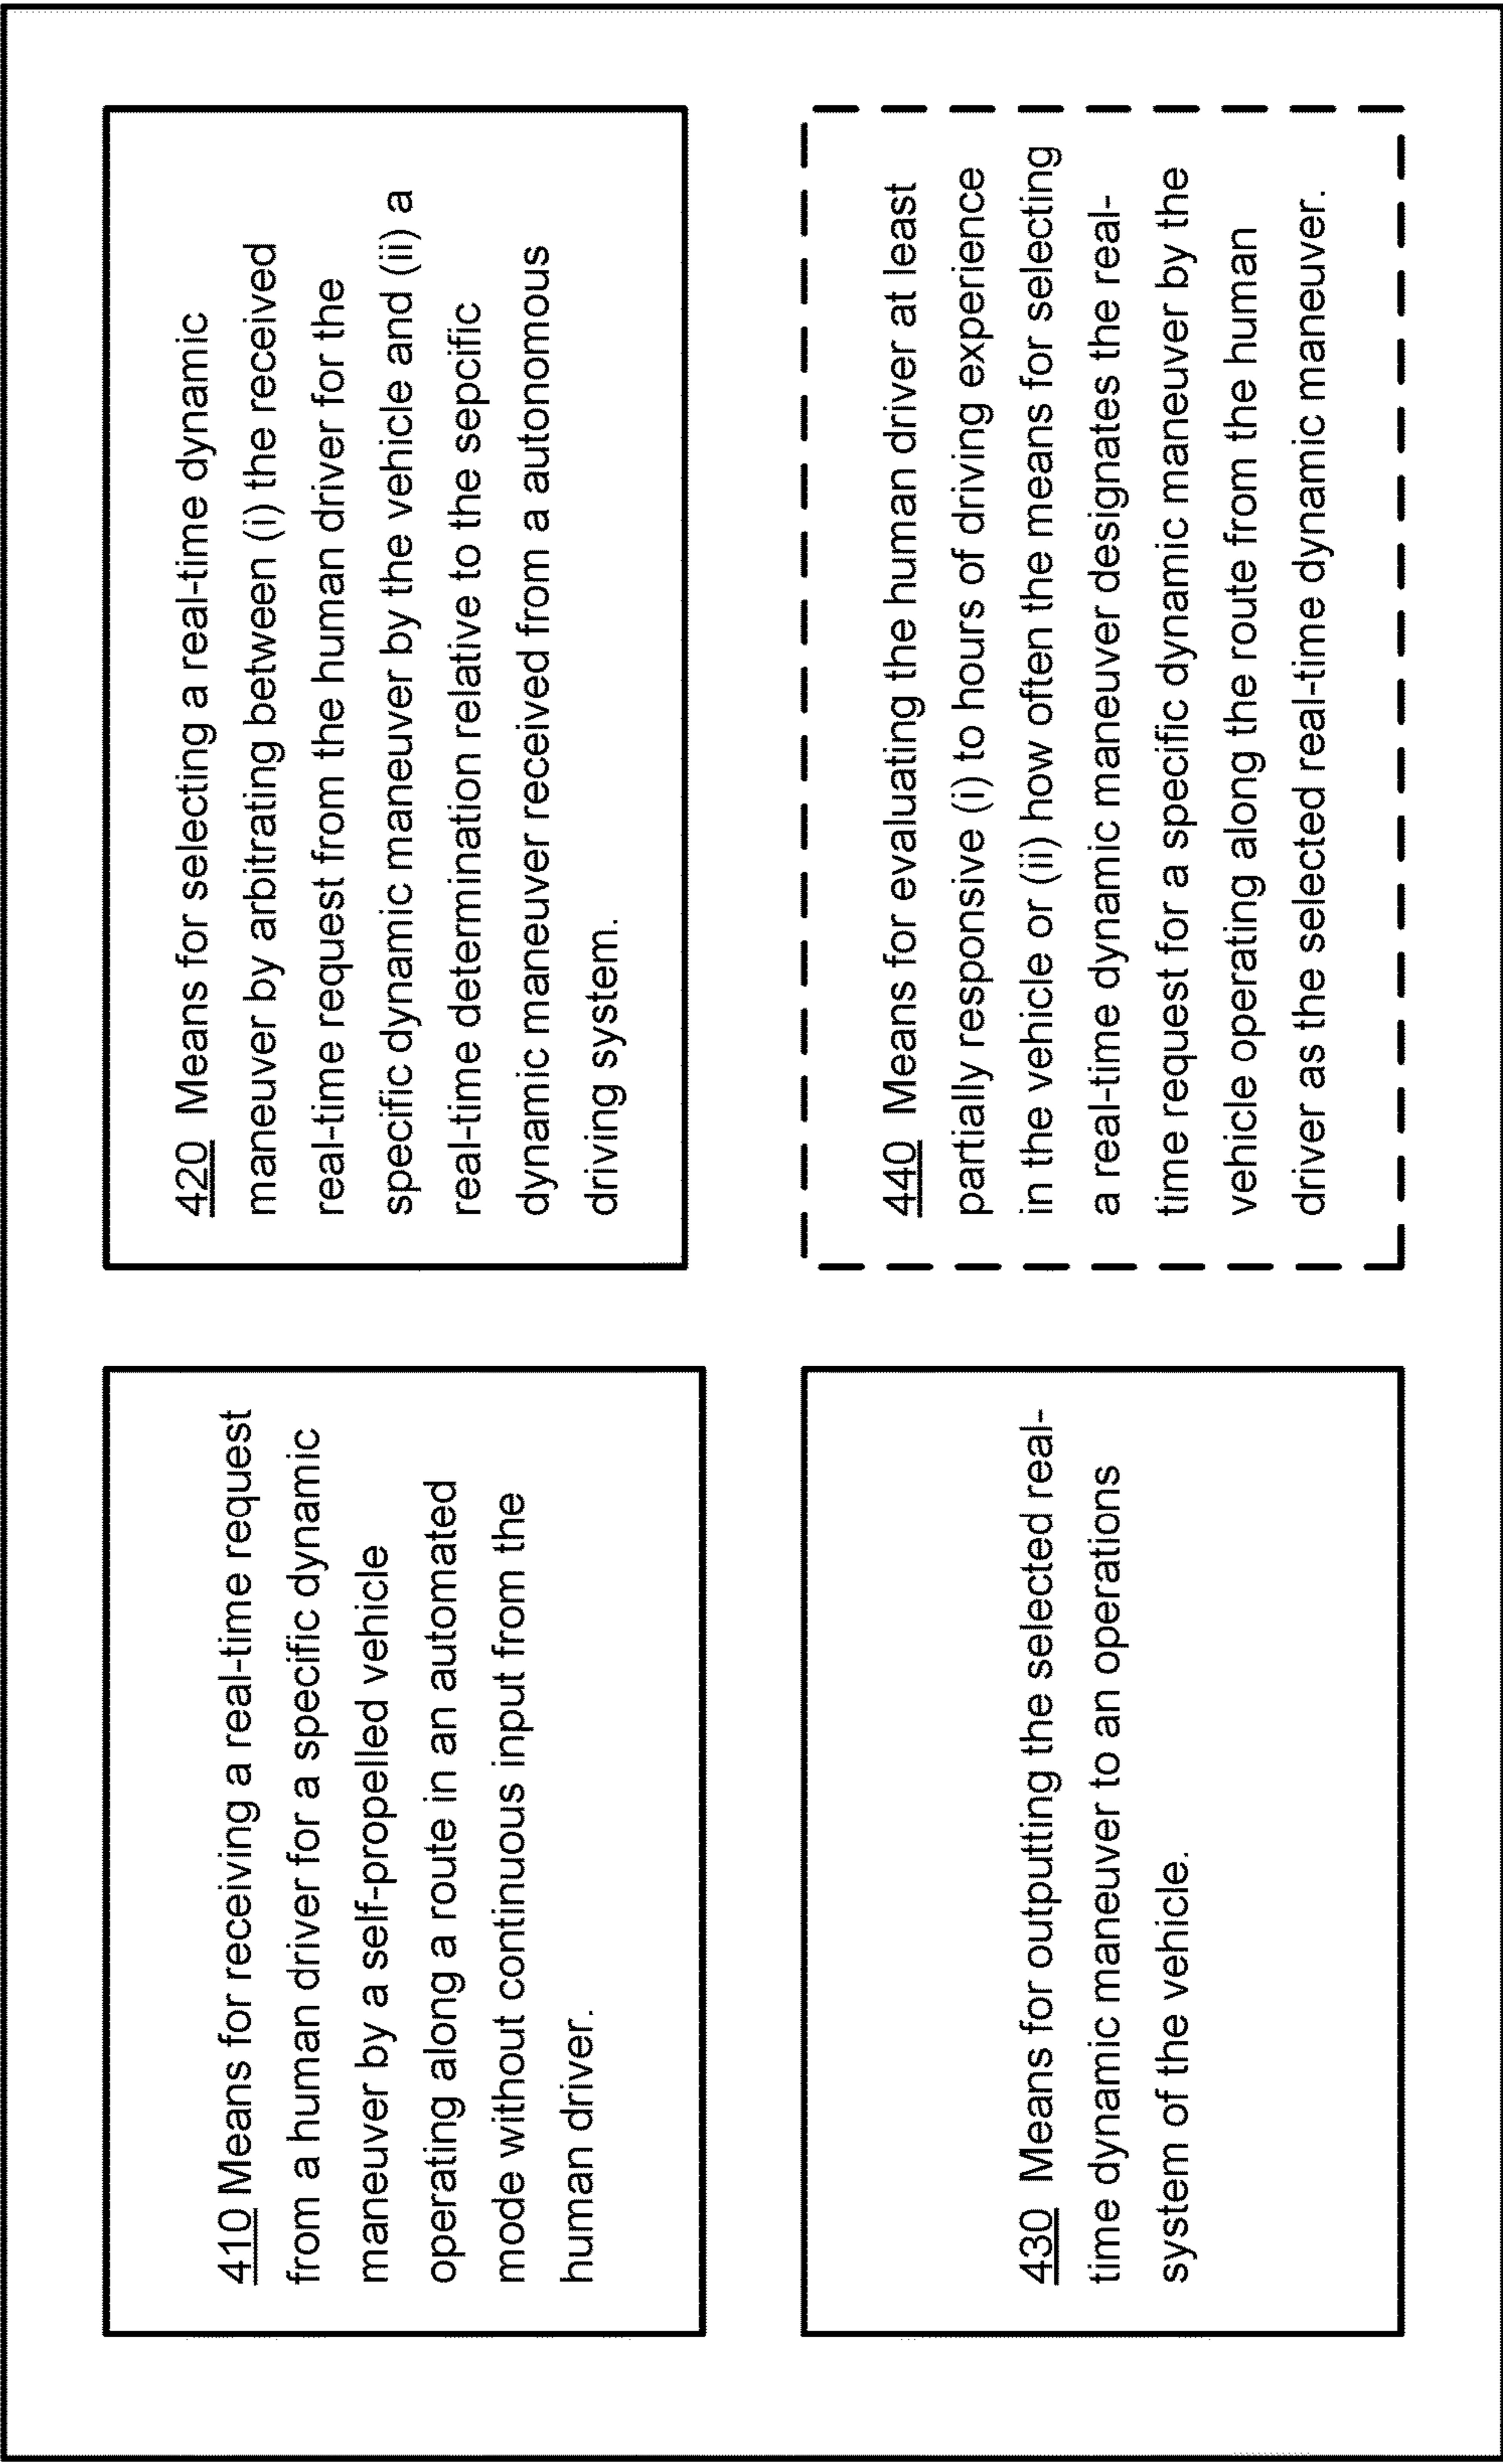 410 Means for receiving a real-time request
from a human driver for a specific dynamic
maneuver by a self-propelled vehicle
operating along a route in an automated
mode without continuous input from the
human driver.
420 Means for selecting a real-time dynamic
maneuver by arbitrating between (i) the received
real-time request from the human driver for the
specific dynamic maneuver by the vehicle and (ii) a
real-time determination relative to the sepcific
dynamic maneuver received from a autonomous
driving system.
430 Means for outputting the selected real-
time dynamic maneuver to an operations
system of the vehicle.
440 Means for evaluating the human driver at least
partially responsive (i) to hours of driving experience
in the vehicle or (ii) how often the means for selecting
a real-time dynamic maneuver designates the real-
time request for a specific dynamic maneuver by the
vehicle operating along the route from the human
driver as the selected real-time dynamic maneuver.